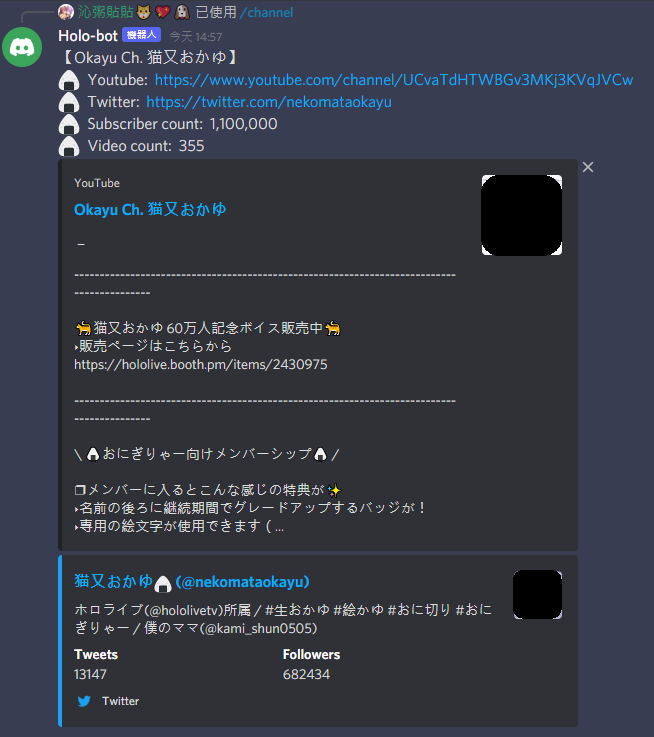 沁粥貼貼🐱💖🐶 已使用 /channel
Holo-bot 機器人 今天 14:57
【Okayu Ch. 猫又おかゆ】
🍙 Youtube: https://www.youtube.com/channel/UCvaTdHTWBGv3MKj3KVqJVCw
🍙 Twitter: https://twitter.com/nekomataokayu
🍙 Subscriber count: 1,100,000
🍙 Video count: 355
YouTube
Okayu Ch. 猫又おかゆ
–
---------------------------------------------------------------------------
---------------
🐈猫又おかゆ 60万人記念ボイス販売中🐈
▸販売ページはこちらから
https://hololive.booth.pm/items/2430975
---------------------------------------------------------------------------
---------------
\ 🍙おにぎりゃー向けメンバーシップ🍙 /
❒メンバーに入るとこんな感じの特典が✨
▸名前の後ろに継続期間でグレードアップするバッジが！
▸専用の絵文字が使用できます ( ...
猫又おかゆ🍙 (@nekomataokayu)
ホロライブ(@hololivetv)所属 / #生おかゆ #絵かゆ #おに切り #おに
ぎりゃー / 僕のママ(@kami_shun0505)
Tweets Followers
13147 682434
Twitter